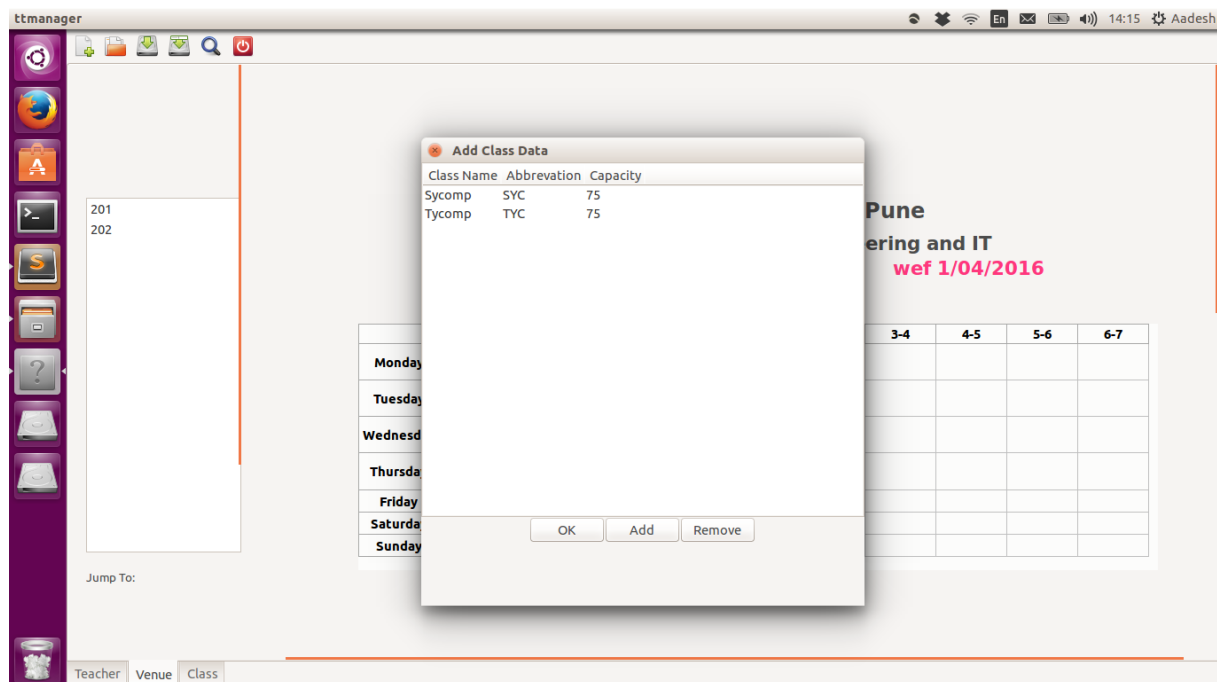 ttmanager
En
14:15
Aadesh
Add Class Data
Class Name Abbrevation Capacity
Sycomp SYC 75
Tycomp TYC 75
OK Add Remove
201
202
Jump To:
Pune
ering and IT
wef 1/04/2016
3-4 4-5 5-6 6-7
Monday
Tuesday
Wednesd
Thursda
Friday
Saturda
Sunday
Teacher Venue Class